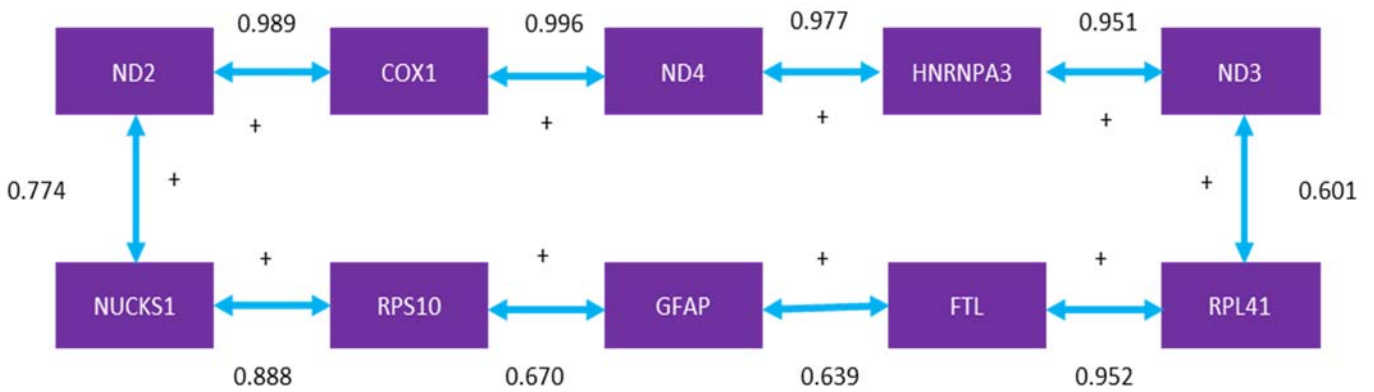 0.989 0.996 0.977 0.951
ND2 COX1 ND4 HNRNPA3 ND3
+ + + +
0.774 + + 0.601
+ + + +
NUCKS1 RPS10 GFAP FTL RPL41
0.888 0.670 0.639 0.952